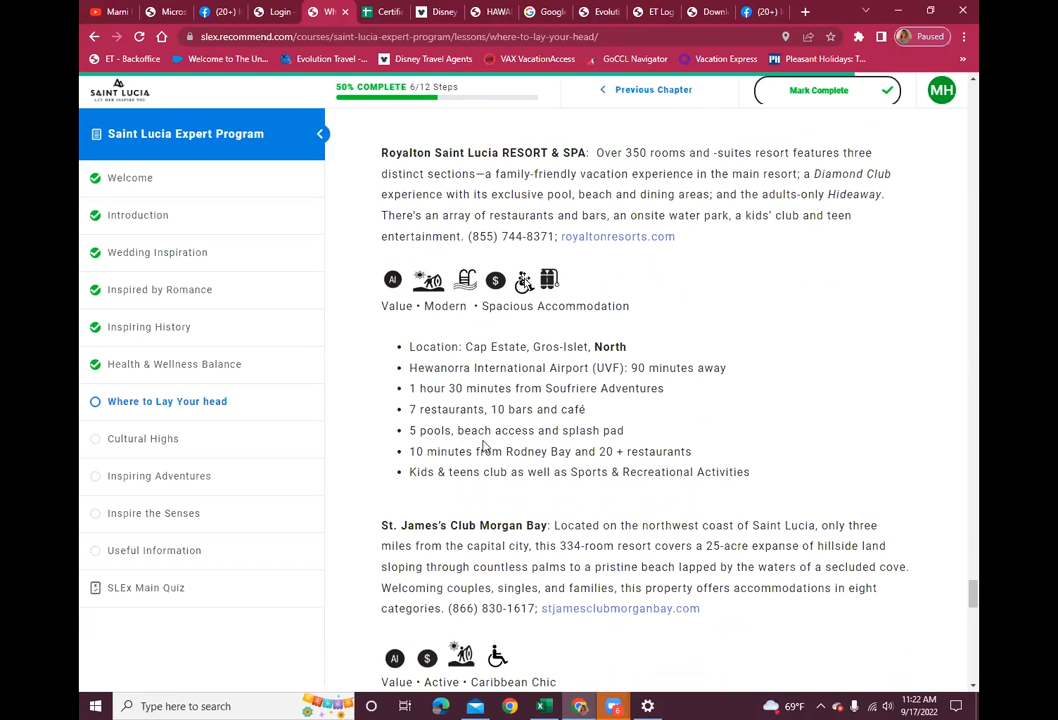 Marni
Micros
(20+)
Login -
Wh
Certific
Disney
HAWAI
Google
Evoluti
ET Log
Downl
(20+)
slex.recommend.com/courses/saint-lucia-expert-program/lessons/where-to-lay-your-head/
Paused
ET - Backoffice
Welcome to The Un...
Evolution Travel -...
Disney Travel Agents
VAX VacationAccess
GoCCL Navigator
Vacation Express
Pleasant Holidays: T...
»
SAINT LUCIA
LET HER INSPIRE YOU
50% COMPLETE 6/12 Steps
Previous Chapter
Mark Complete
MH
Saint Lucia Expert Program
Welcome
Introduction
Wedding Inspiration
Inspired by Romance
Inspiring History
Health & Wellness Balance
Where to Lay Your head
Cultural Highs
Inspiring Adventures
Inspire the Senses
Useful Information
SLEx Main Quiz
Royalton Saint Lucia RESORT & SPA: Over 350 rooms and -suites resort features three
distinct sections—a family-friendly vacation experience in the main resort; a Diamond Club
experience with its exclusive pool, beach and dining areas; and the adults-only Hideaway.
There's an array of restaurants and bars, an onsite water park, a kids' club and teen
entertainment. (855) 744-8371; royaltonresorts.com
AI $
Value • Modern • Spacious Accommodation
• Location: Cap Estate, Gros-Islet, North
• Hewanorra International Airport (UVF): 90 minutes away
• 1 hour 30 minutes from Soufriere Adventures
• 7 restaurants, 10 bars and café
• 5 pools, beach access and splash pad
• 10 minutes from Rodney Bay and 20 + restaurants
• Kids & teens club as well as Sports & Recreational Activities
St. James's Club Morgan Bay: Located on the northwest coast of Saint Lucia, only three
miles from the capital city, this 334-room resort covers a 25-acre expanse of hillside land
sloping through countless palms to a pristine beach lapped by the waters of a secluded cove.
Welcoming couples, singles, and families, this property offers accommodations in eight
categories. (866) 830-1617; stjamesclubmorganbay.com
AI $
Value • Active • Caribbean Chic
Type here to search
69°F
11:22 AM
9/17/2022